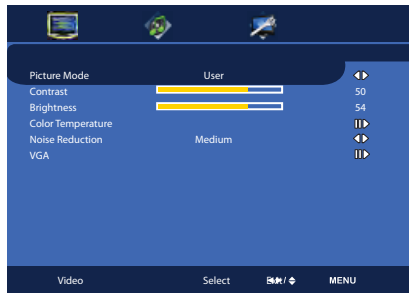 Picture Mode User
Contrast 50
Brightness 54
Color Temperature
Noise Reduction Medium
VGA
Video Select / MENU